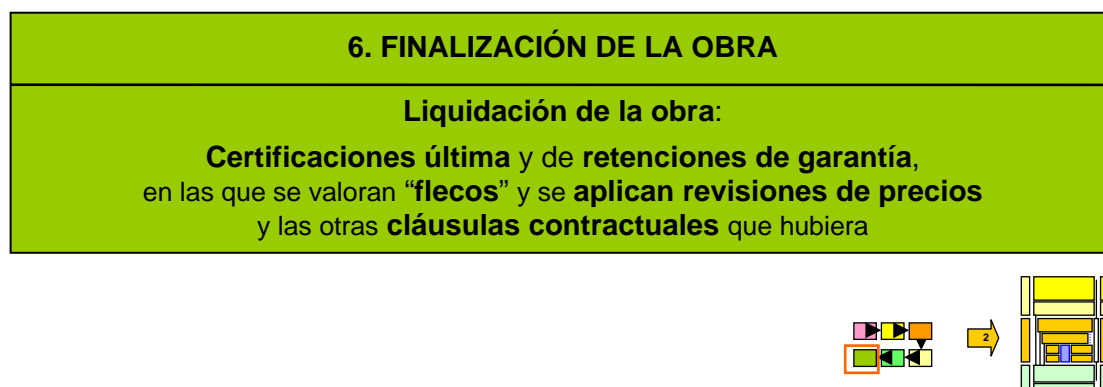 6. FINALIZACIÓN DE LA OBRA
Liquidación de la obra:
Certificaciones última y de retenciones de garantía,
en las que se valoran “flecos” y se aplican revisiones de precios
y las otras cláusulas contractuales que hubiera
2